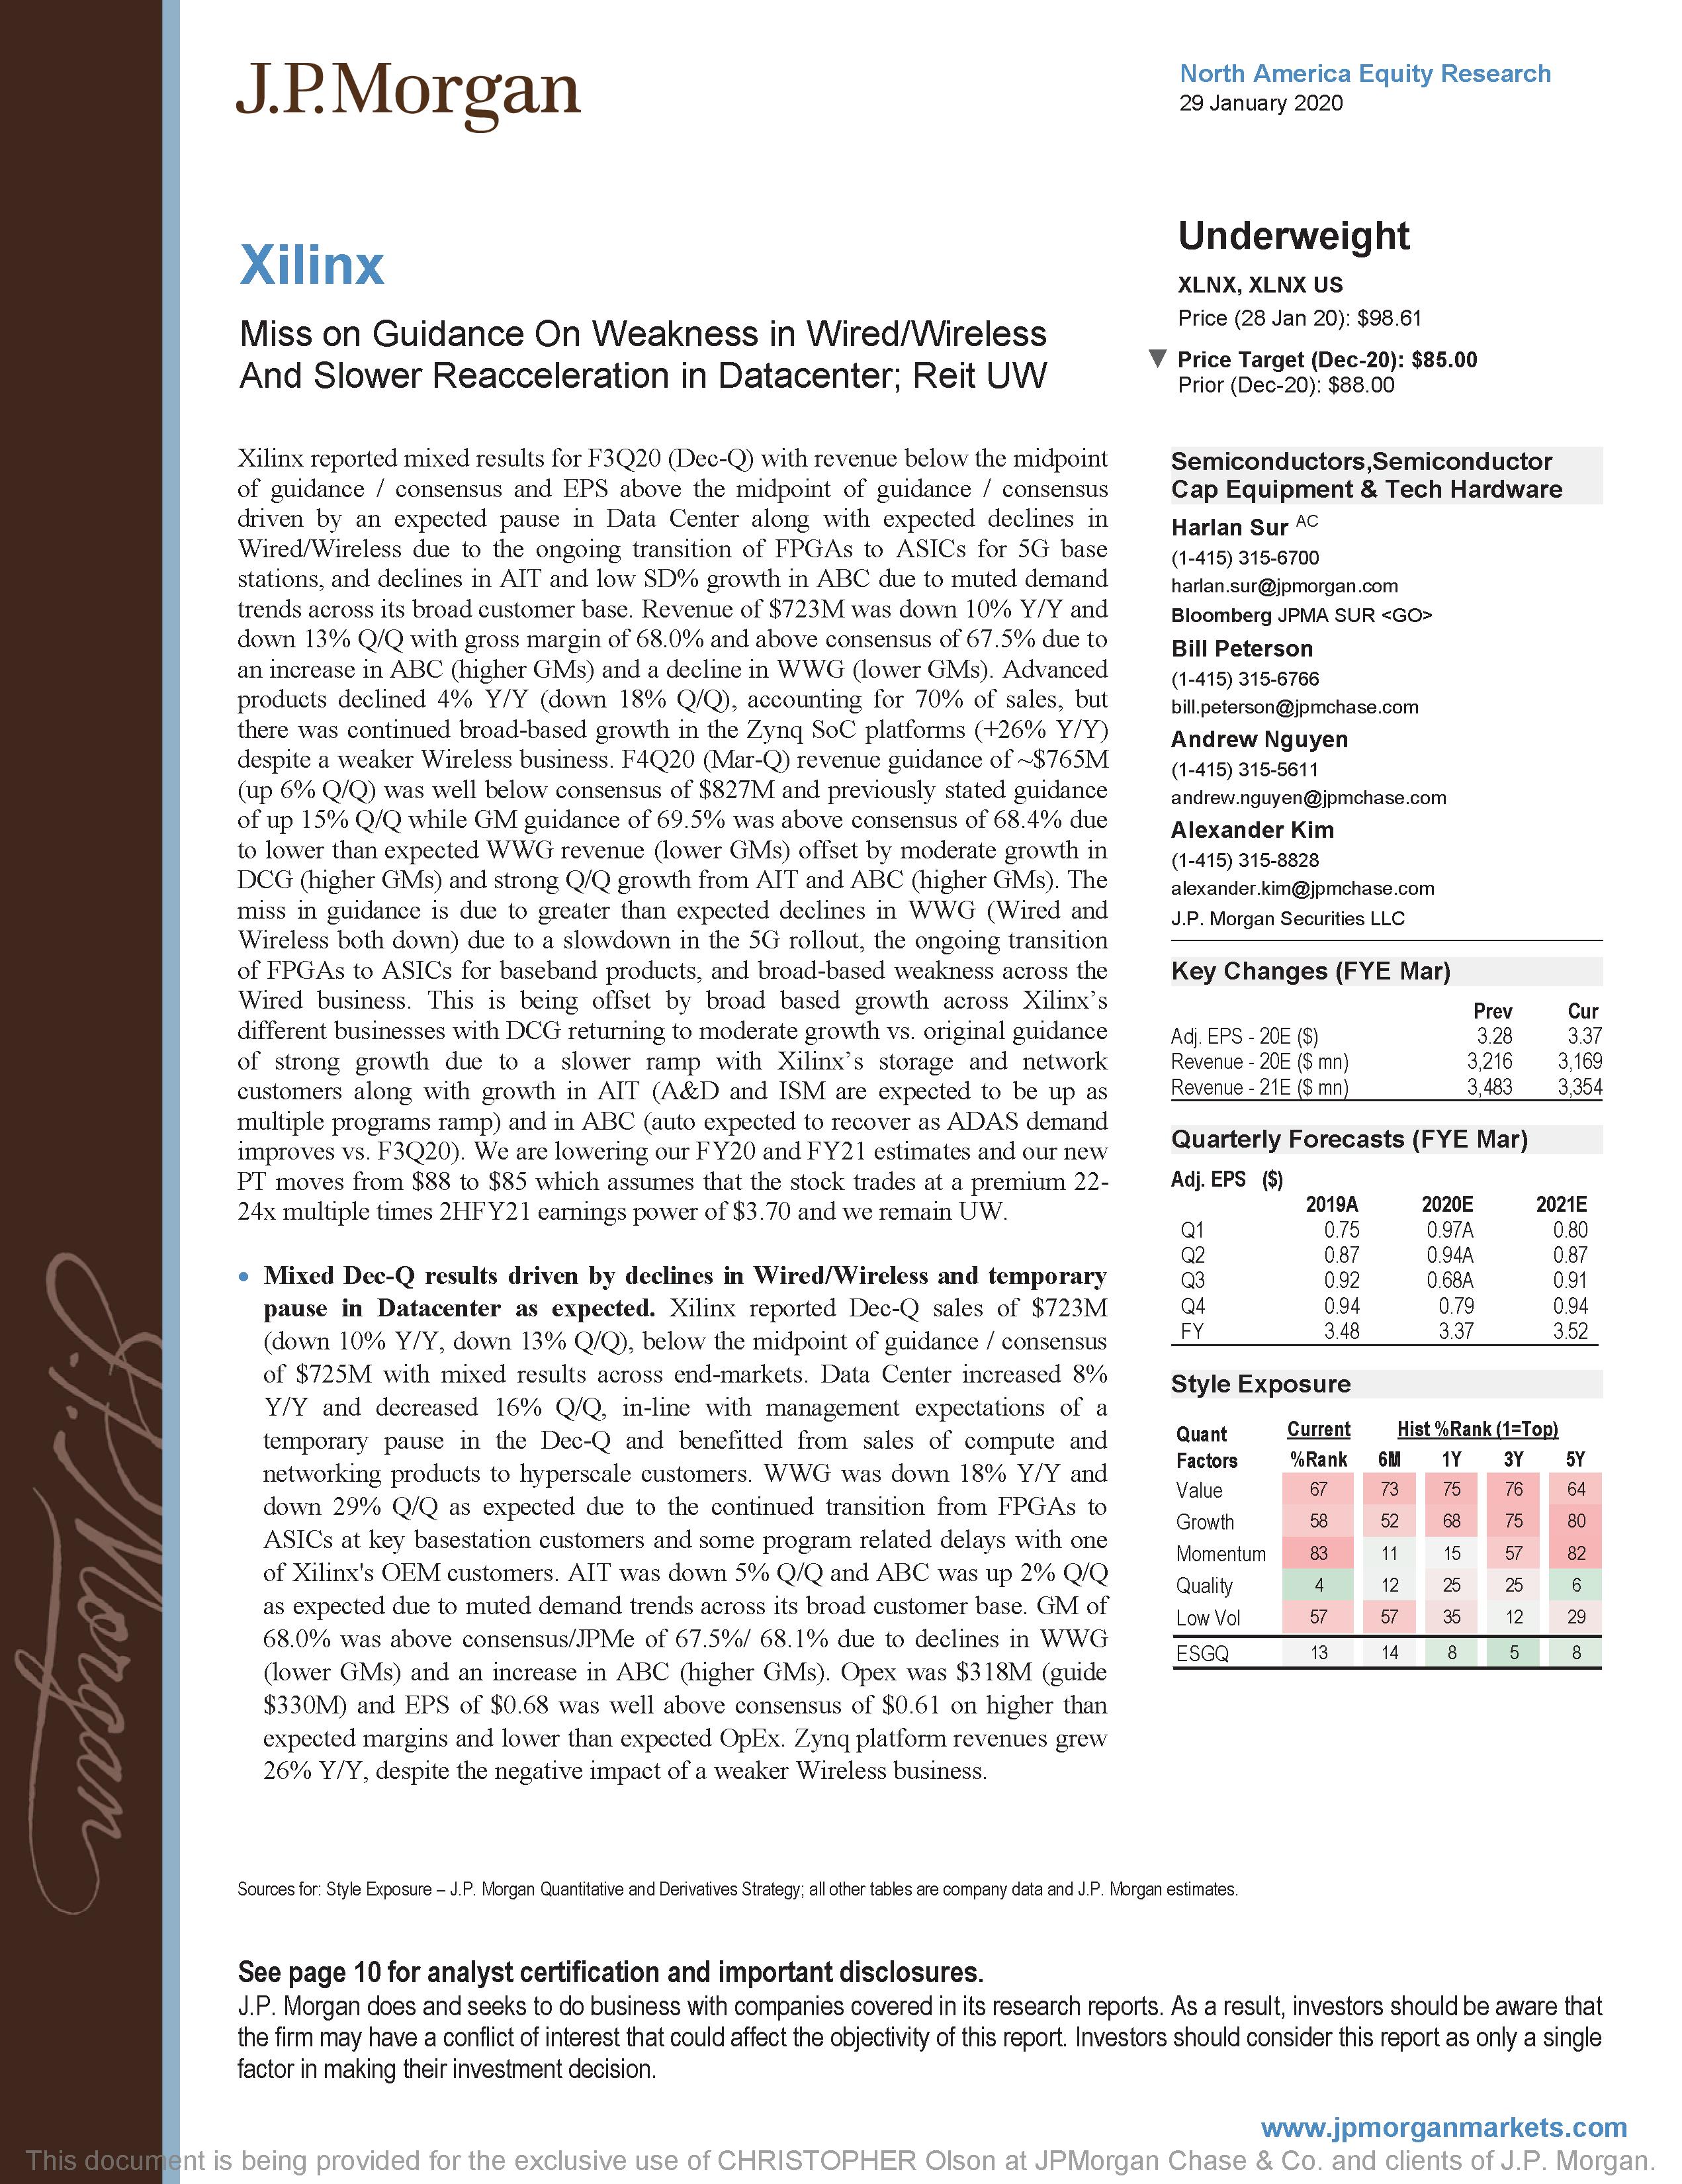 J.P.Morgan
North America Equity Research
29 January 2020
Xilinx
Miss on Guidance On Weakness in Wired/Wireless
And Slower Reacceleration in Datacenter; Reit UW
Underweight
XLNX, XLNX US
Price (28 Jan 20): $98.61
▼ Price Target (Dec-20): $85.00
Prior (Dec-20): $88.00
Xilinx reported mixed results for F3Q20 (Dec-Q) with revenue below the midpoint
of guidance / consensus and EPS above the midpoint of guidance / consensus
driven by an expected pause in Data Center along with expected declines in
Wired/Wireless due to the ongoing transition of FPGAs to ASICs for 5G base
stations, and declines in AIT and low SD% growth in ABC due to muted demand
trends across its broad customer base. Revenue of $723M was down 10% Y/Y and
down 13% Q/Q with gross margin of 68.0% and above consensus of 67.5% due to
an increase in ABC (higher GMs) and a decline in WWG (lower GMs). Advanced
products declined 4% Y/Y (down 18% Q/Q), accounting for 70% of sales, but
there was continued broad-based growth in the Zynq SoC platforms (+26% Y/Y)
despite a weaker Wireless business. F4Q20 (Mar-Q) revenue guidance of ~$765M
(up 6% Q/Q) was well below consensus of $827M and previously stated guidance
of up 15% Q/Q while GM guidance of 69.5% was above consensus of 68.4% due
to lower than expected WWG revenue (lower GMs) offset by moderate growth in
DCG (higher GMs) and strong Q/Q growth from AIT and ABC (higher GMs). The
miss in guidance is due to greater than expected declines in WWG (Wired and
Wireless both down) due to a slowdown in the 5G rollout, the ongoing transition
of FPGAs to ASICs for baseband products, and broad-based weakness across the
Wired business. This is being offset by broad based growth across Xilinx's
different businesses with DCG returning to moderate growth vs. original guidance
of strong growth due to a slower ramp with Xilinx's storage and network
customers along with growth in AIT (A&D and ISM are expected to be up as
multiple programs ramp) and in ABC (auto expected to recover as ADAS demand
improves vs. F3Q20). We are lowering our FY20 and FY21 estimates and our new
PT moves from $88 to $85 which assumes that the stock trades at a premium 22-
24x multiple times 2HFY21 earnings power of $3.70 and we remain UW.
• Mixed Dec-Q results driven by declines in Wired/Wireless and temporary
pause in Datacenter as expected. Xilinx reported Dec-Q sales of $723M
(down 10% Y/Y, down 13% Q/Q), below the midpoint of guidance / consensus
of $725M with mixed results across end-markets. Data Center increased 8%
Y/Y and decreased 16% Q/Q, in-line with management expectations of a
temporary pause in the Dec-Q and benefitted from sales of compute and
networking products to hyperscale customers. WWG was down 18% Y/Y and
down 29% Q/Q as expected due to the continued transition from FPGAs to
ASICs at key basestation customers and some program related delays with one
of Xilinx's OEM customers. AIT was down 5% Q/Q and ABC was up 2% Q/Q
as expected due to muted demand trends across its broad customer base. GM of
68.0% was above consensus/JPMe of 67.5%/ 68.1% due to declines in WWG
(lower GMs) and an increase in ABC (higher GMs). Opex was $318M (guide
$330M) and EPS of $0.68 was well above consensus of $0.61 on higher than
expected margins and lower than expected OpEx. Zynq platform revenues grew
26% Y/Y, despite the negative impact of a weaker Wireless business.
Semiconductors,Semiconductor
Cap Equipment & Tech Hardware
Harlan Sur AC
(1-415) 315-6700
harlan.sur@jpmorgan.com
Bloomberg JPMA SUR <GO>
Bill Peterson
(1-415) 315-6766
bill.peterson@jpmchase.com
Andrew Nguyen
(1-415) 315-5611
andrew.nguyen@jpmchase.com
Alexander Kim
(1-415) 315-8828
alexander.kim@jpmchase.com
J.P. Morgan Securities LLC
Key Changes (FYE Mar)
Prev Cur
Adj. EPS - 20E ($) 3.28 3.37
Revenue - 20E ($ mn) 3,216 3,169
Revenue - 21E ($ mn) 3,483 3,354
Quarterly Forecasts (FYE Mar)
Adj. EPS ($)
2019A 2020E 2021E
Q1 0.75 0.97A 0.80
Q2 0.87 0.94A 0.87
Q3 0.92 0.68A 0.91
Q4 0.94 0.79 0.94
FY 3.48 3.37 3.52
Style Exposure
Quant Current Hist %Rank (1=Top)
Factors %Rank 6M 1Y 3Y 5Y
Value 67 73 75 76 64
Growth 58 52 68 75 80
Momentum 83 11 15 57 82
Quality 4 12 25 25 6
Low Vol 57 57 35 12 29
ESGQ 13 14 8 5 8
J.P.Morgan
Sources for: Style Exposure – J.P. Morgan Quantitative and Derivatives Strategy; all other tables are company data and J.P. Morgan estimates.
See page 10 for analyst certification and important disclosures.
J.P. Morgan does and seeks to do business with companies covered in its research reports. As a result, investors should be aware that
the firm may have a conflict of interest that could affect the objectivity of this report. Investors should consider this report as only a single
factor in making their investment decision.
www.jpmorganmarkets.com
This document is being provided for the exclusive use of CHRISTOPHER Olson at JPMorgan Chase & Co. and clients of J.P. Morgan.